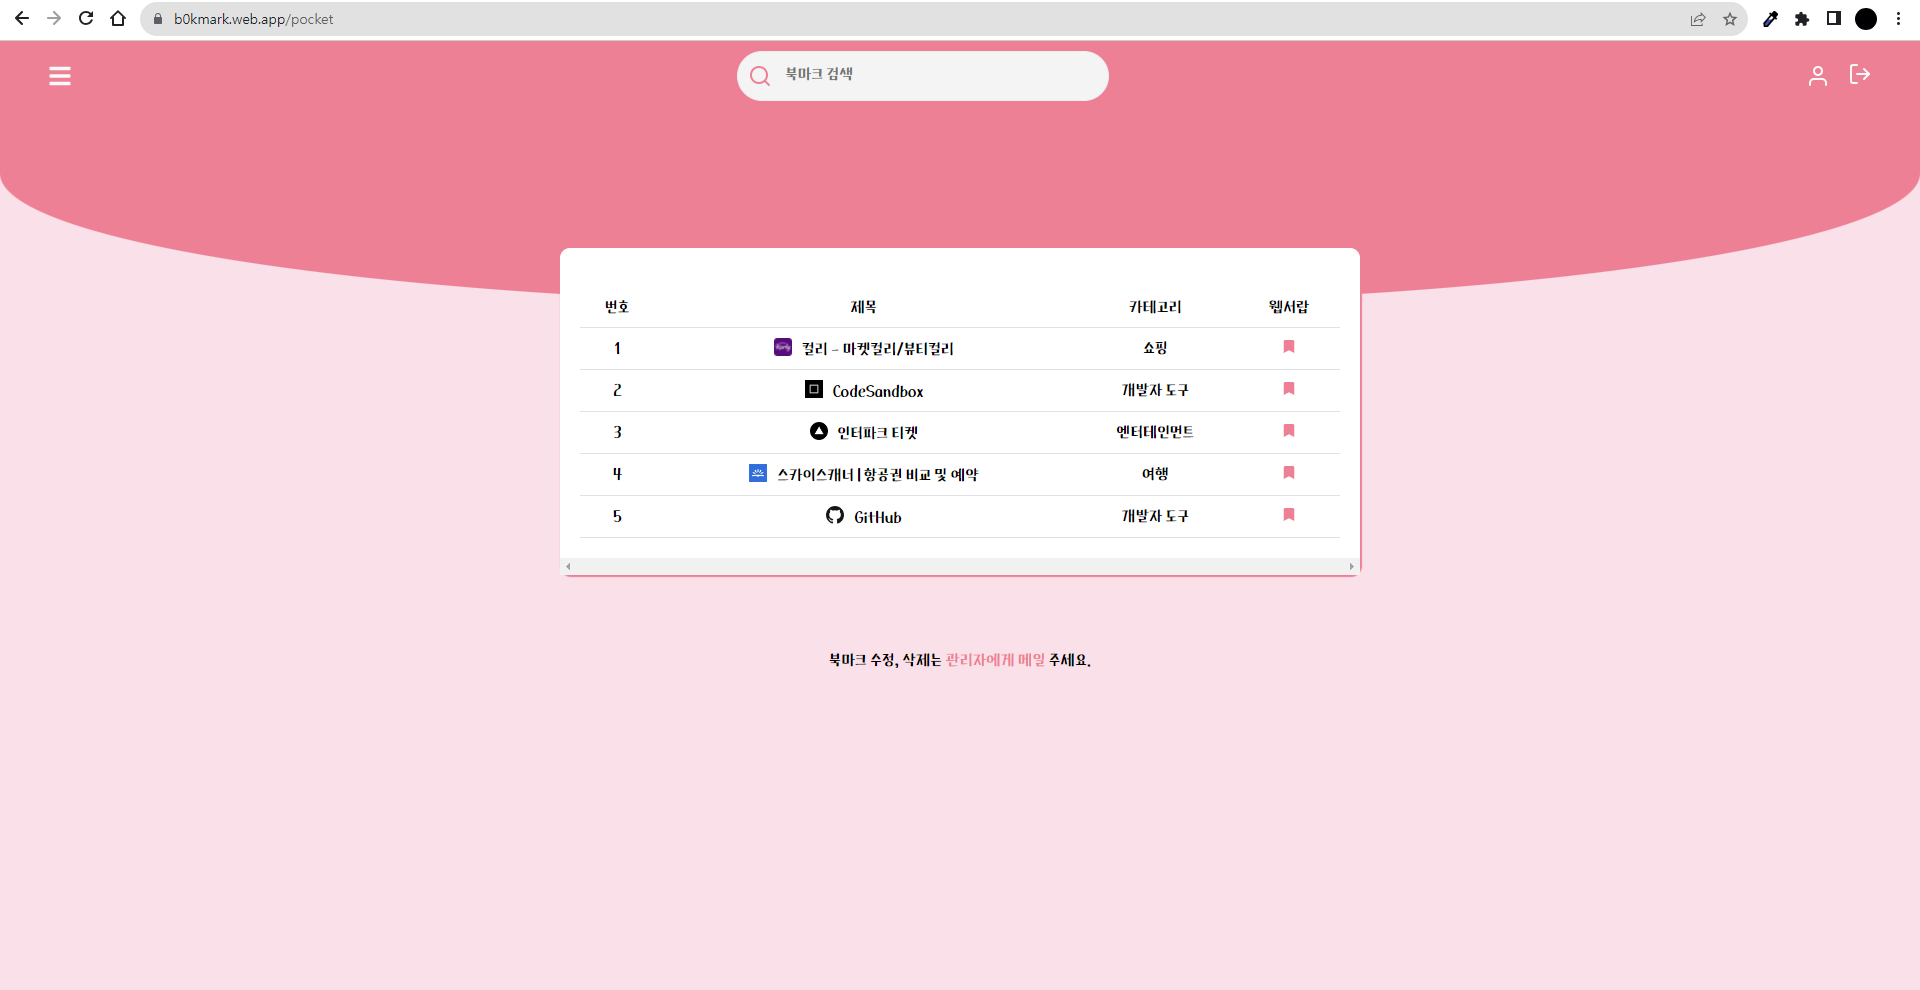 b0kmark.web.app/pocket
북마크 검색
번호 제목 카테고리 웹서랍
1 컬리 - 마켓컬리/뷰티컬리 쇼핑
2 CodeSandbox 개발자 도구
3 인터파크 티켓 엔터테인먼트
4 스카이스캐너 | 항공권 비교 및 예약 여행
5 GitHub 개발자 도구
북마크 수정, 삭제는 관리자에게 메일 주세요.